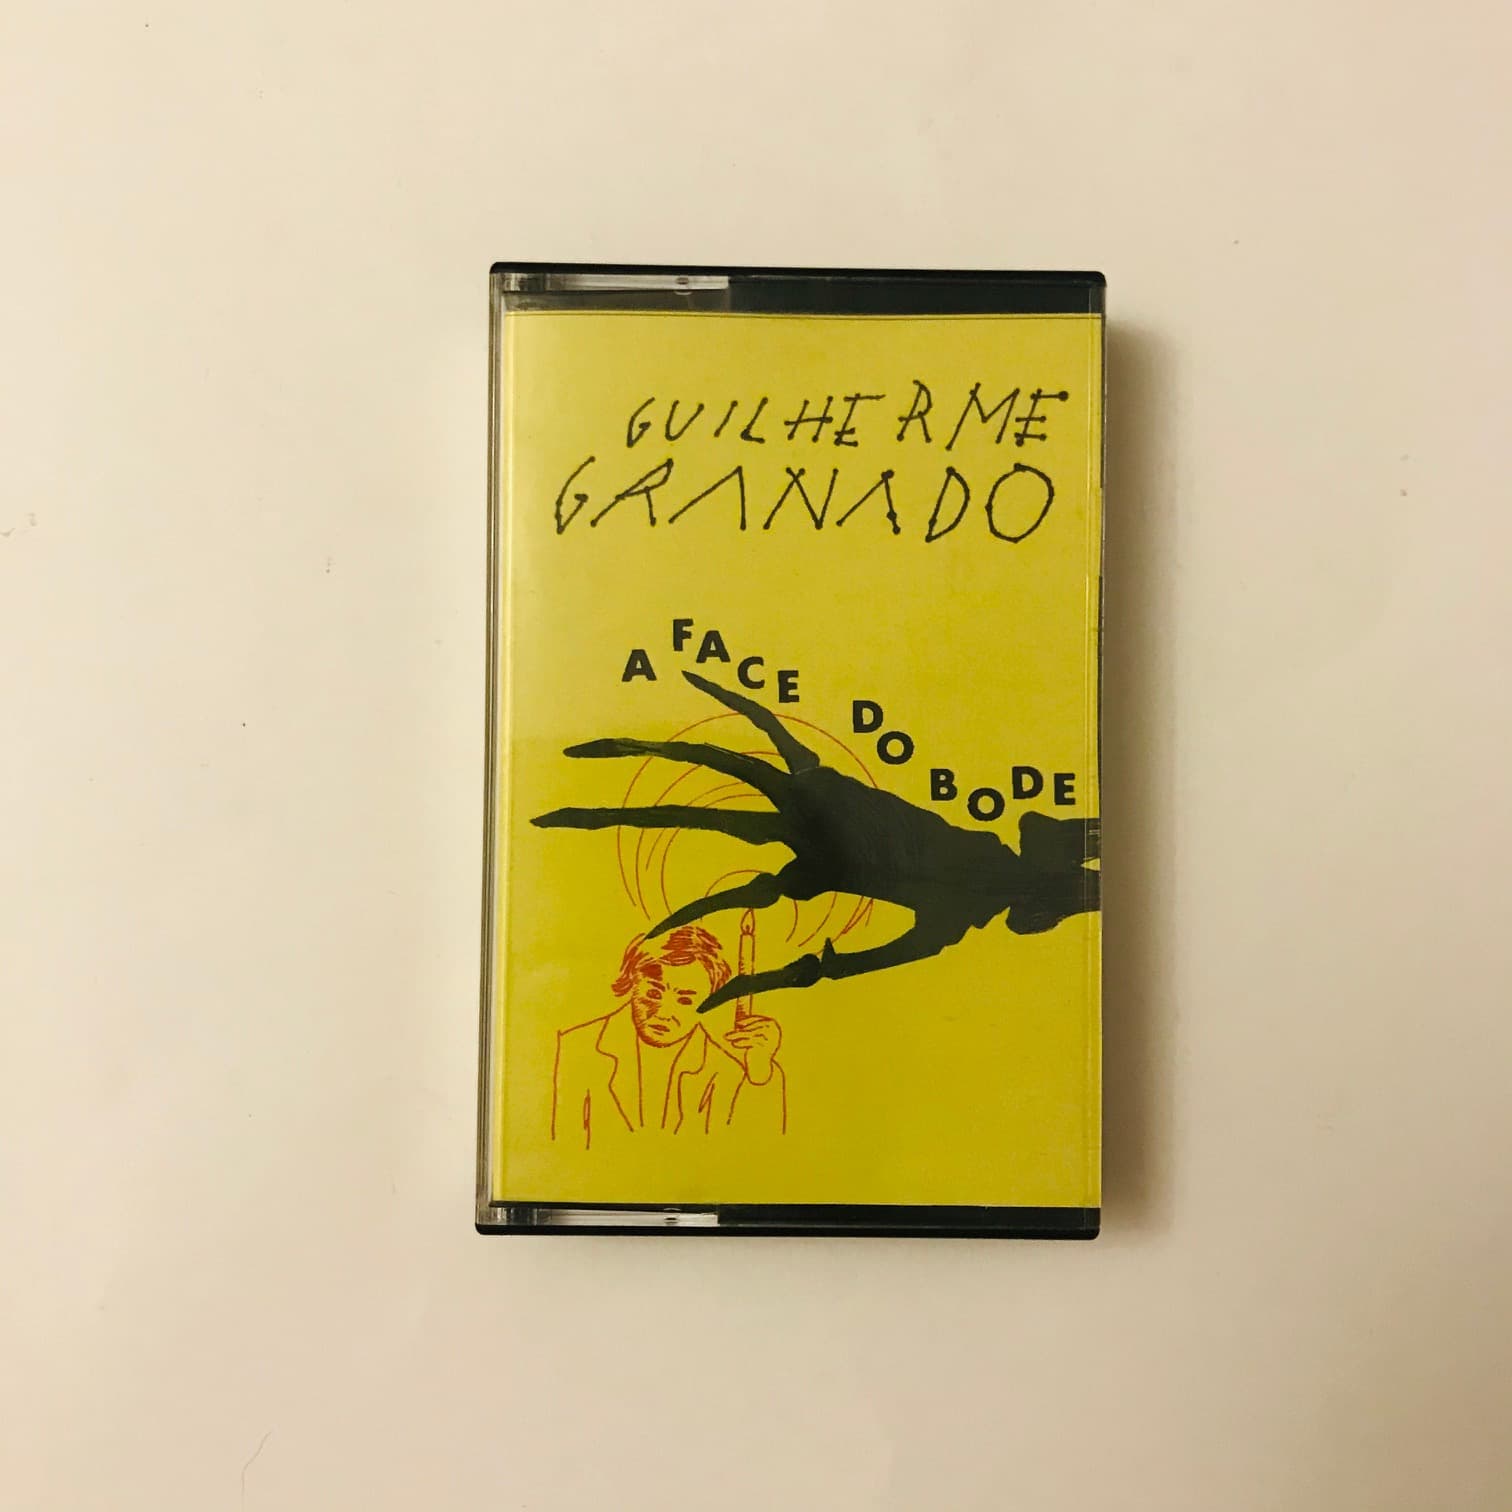 GUILHERME
GRANADO
A FACE DO BODE